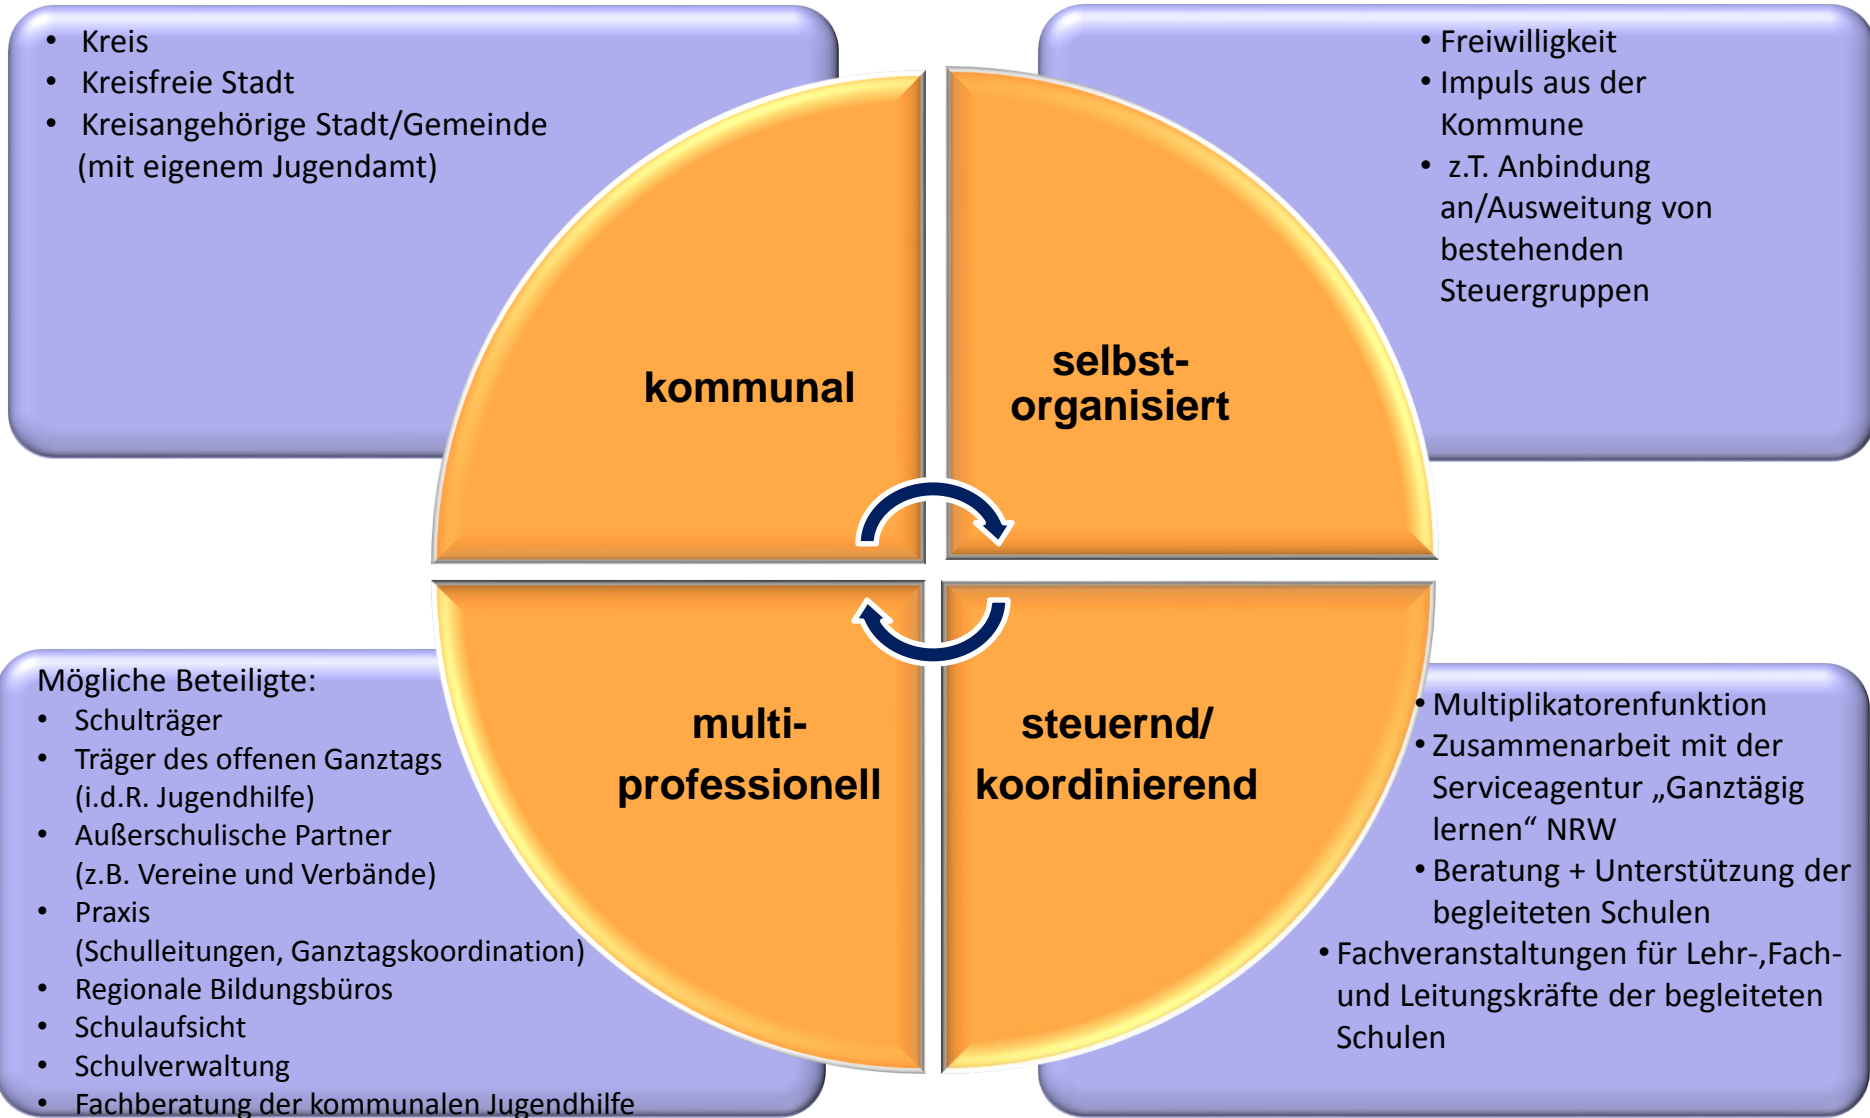 • Kreis
• Kreisfreie Stadt
• Kreisangehörige Stadt/Gemeinde
(mit eigenem Jugendamt)
• Freiwilligkeit
• Impuls aus der
Kommune
• z.T. Anbindung
an/Ausweitung von
bestehenden
Steuergruppen
kommunal
selbst-
organisiert
multi-
professionell
steuernd/
koordinierend
Mögliche Beteiligte:
• Schulträger
• Träger des offenen Ganztags
(i.d.R. Jugendhilfe)
• Außerschulische Partner
(z.B. Vereine und Verbände)
• Praxis
(Schulleitungen, Ganztagskoordination)
• Regionale Bildungsbüros
• Schulaufsicht
• Schulverwaltung
• Fachberatung der kommunalen Jugendhilfe
• Multiplikatorenfunktion
• Zusammenarbeit mit der
Serviceagentur „Ganztägig
lernen“ NRW
• Beratung + Unterstützung der
begleiteten Schulen
• Fachveranstaltungen für Lehr-,Fach-
und Leitungskräfte der begleiteten
Schulen